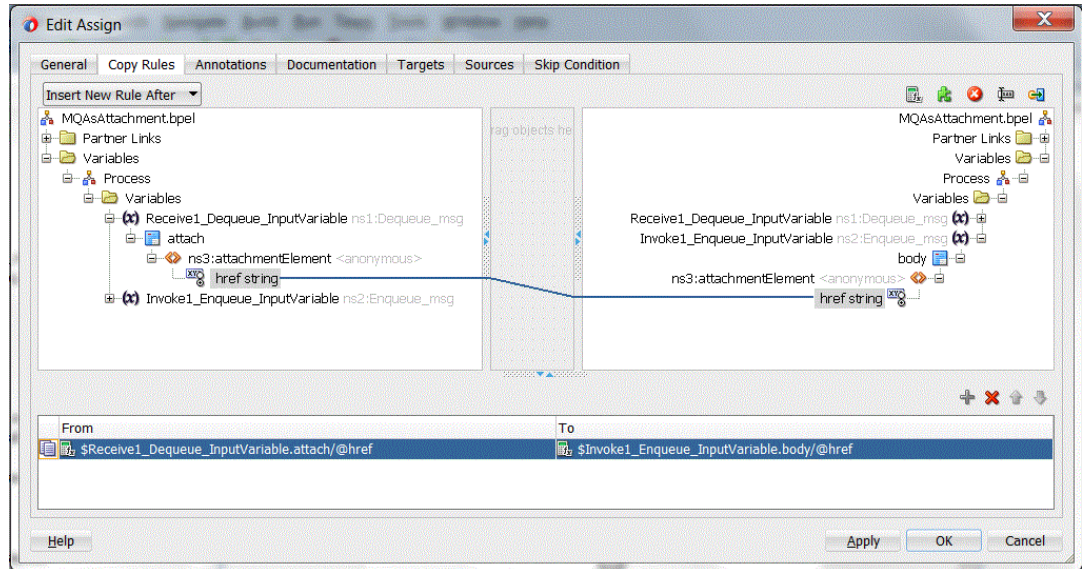 Edit Assign
General Copy Rules Annotations Documentation Targets Sources Skip Condition
Insert New Rule After
MQAsAttachment.bpel
Partner Links
Variables
Process
Variables
Receive1_Dequeue_InputVariable ns1:Dequeue_msg
attach
ns3:attachmentElement <anonymous>
href string
Invoke1_Enqueue_InputVariable ns2:Enqueue_msg
rag objects he
MQAsAttachment.bpel
Partner Links
Variables
Process
Variables
Receive1_Dequeue_InputVariable ns1:Dequeue_msg
Invoke1_Enqueue_InputVariable ns2:Enqueue_msg
body
ns3:attachmentElement <anonymous>
href string
From To
$Receive1_Dequeue_InputVariable.attach/@href $Invoke1_Enqueue_InputVariable.body/@href
Help Apply OK Cancel